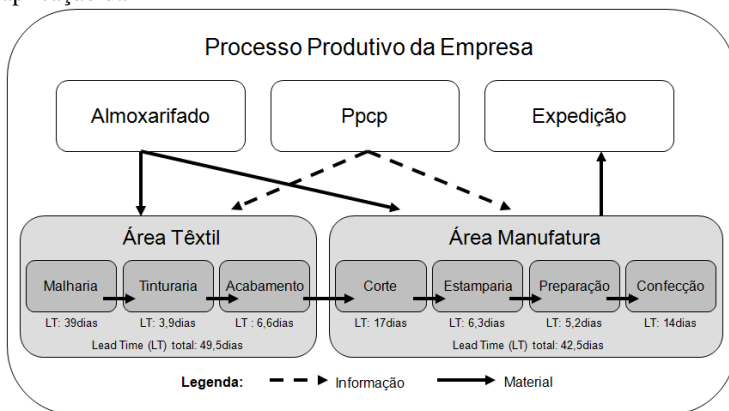 Processo Produtivo da Empresa
Almoxarifado
Ppcp
Expedição
Área Têxtil
Área Manufatura
Malharia
Tinturaria
Acabamento
Corte
Estamparia
Preparação
Confecção
LT: 39dias
LT: 3,9dias
LT : 6,6dias
LT: 17dias
LT: 6,3dias
LT: 5,2dias
LT: 14dias
Lead Time (LT) total: 49,5dias
Lead Time (LT) total: 42,5dias
Legenda:
Informação
Material